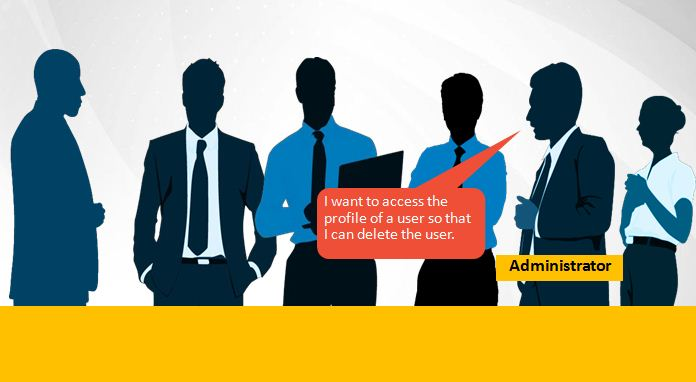 I want to access the
profile of a user so that
I can delete the user.
Administrator